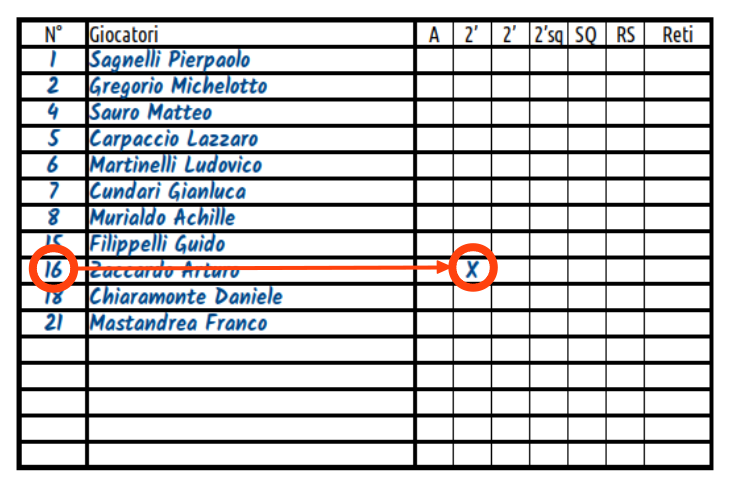 N° Giocatori A 2' 2' 2'sq SQ RS Reti
1 Sagnelli Pierpaolo
2 Gregorio Michelotto
4 Sauro Matteo
5 Carpaccio Lazzaro
6 Martinelli Ludovico
7 Cundari Gianluca
8 Murialdo Achille
15 Filippelli Guido
16 Zaccardo Arturo X
18 Chiaramonte Daniele
21 Mastandrea Franco